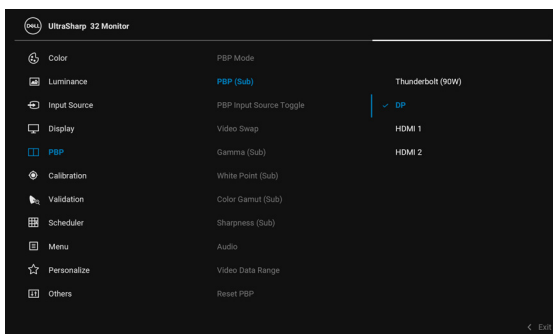 DELL UltraSharp 32 Monitor
Color
PBP Mode
Luminance
PBP (Sub)
Thunderbolt (90W)
Input Source
PBP Input Source Toggle
DP
Display
Video Swap
HDMI 1
PBP
Gamma (Sub)
HDMI 2
Calibration
White Point (Sub)
Validation
Color Gamut (Sub)
Scheduler
Sharpness (Sub)
Menu
Audio
Personalize
Video Data Range
Others
Reset PBP
Exit